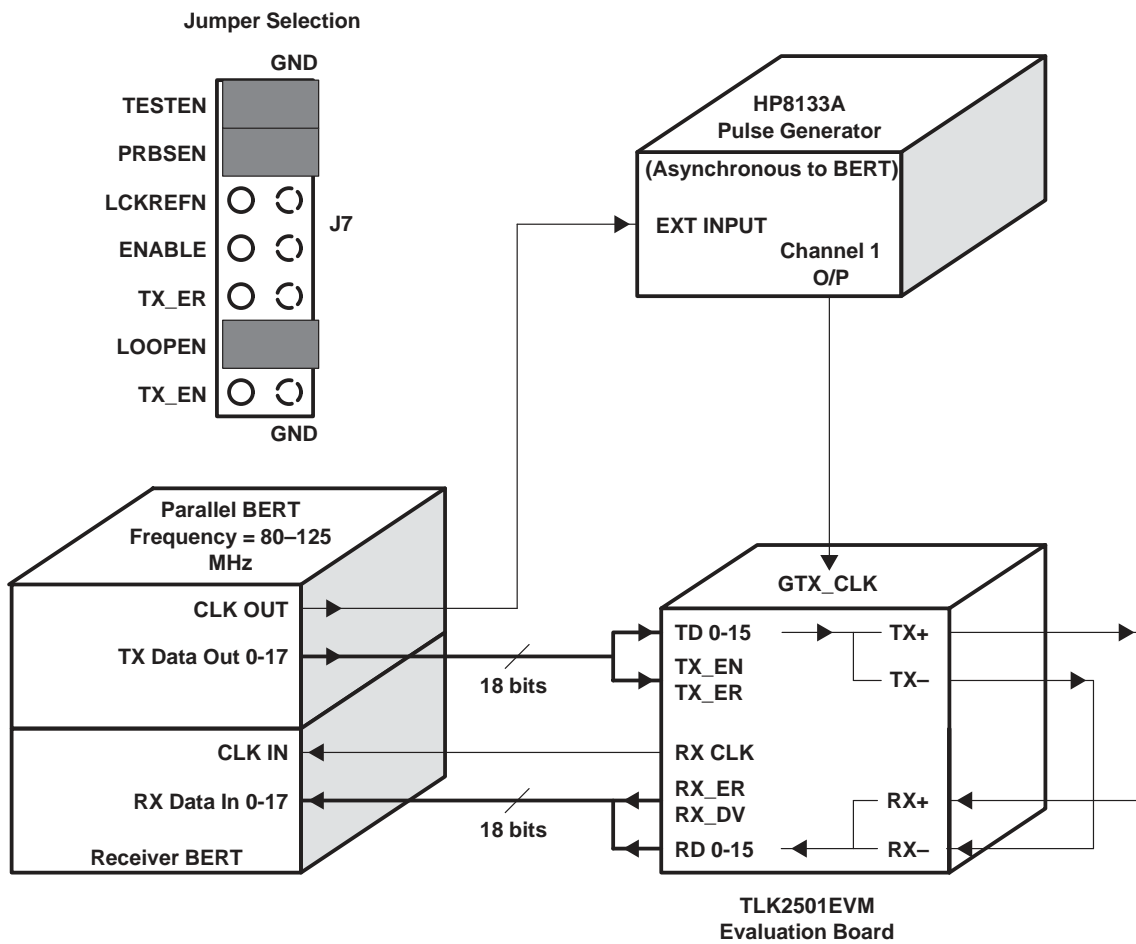 Jumper Selection
GND
TESTEN
PRBSEN
LCKREFN
ENABLE
TX_ER
LOOPEN
TX_EN
GND
J7
HP8133A
Pulse Generator
(Asynchronous to BERT)
EXT INPUT
Channel 1
O/P
Parallel BERT
Frequency = 80–125
MHz
CLK OUT
TX Data Out 0-17
18 bits
CLK IN
RX Data In 0-17
18 bits
Receiver BERT
GTX_CLK
TD 0-15
TX+
TX_EN
TX–
TX_ER
RX CLK
RX_ER
RX+
RX_DV
RD 0-15
RX–
TLK2501EVM
Evaluation Board